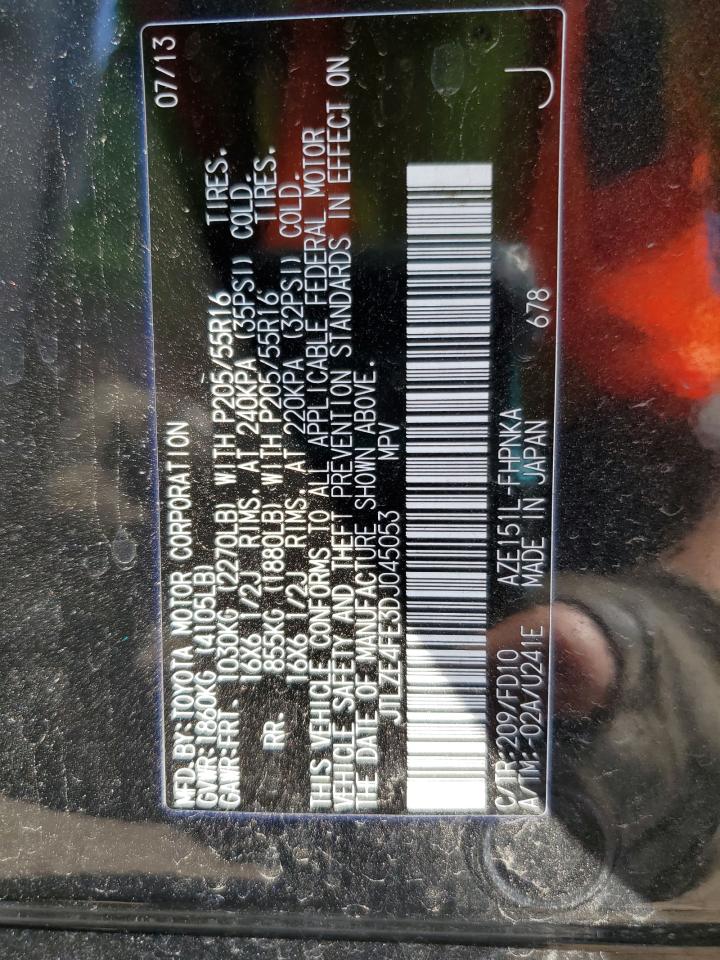 MFD.BY:TOYOTA MOTOR CORPORATION 07/13
GVWR:1860KG (4105LB)
GAWR:FRT. 1030KG (2270LB) WITH P205/55R16 TIRES.
16X6 1/2J RIMS. AT 240KPA (35PSI) COLD.
RR. 855KG (1880LB) WITH P205/55R16 TIRES.
16X6 1/2J RIMS. AT 220KPA (32PSI) COLD.
THIS VEHICLE CONFORMS TO ALL APPLICABLE FEDERAL MOTOR
VEHICLE SAFETY AND THEFT PREVENTION STANDARDS IN EFFECT ON
THE DATE OF MANUFACTURE SHOWN ABOVE.
JTLZE4FE3DJ045053 MPV
C/TR:209/FD10 AZE151L-FHPNKA
A/TM:-02A/U241E MADE IN JAPAN 678 J